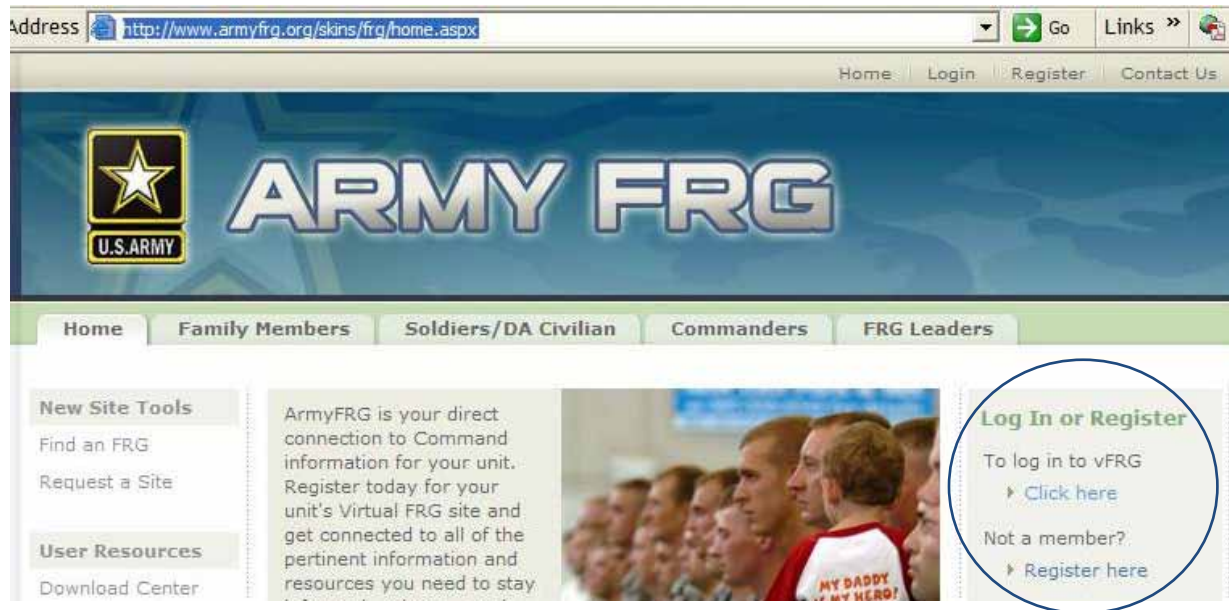 Address http://www.armyfrg.org/skins/frg/home.aspx Go Links »
Home Login Register Contact Us
ARMY FRG
U.S.ARMY
Home Family Members Soldiers/DA Civilian Commanders FRG Leaders
New Site Tools
Find an FRG
Request a Site
User Resources
Download Center
ArmyFRG is your direct
connection to Command
information for your unit.
Register today for your
unit's Virtual FRG site and
get connected to all of the
pertinent information and
resources you need to stay
MY DADDY
IS MY HERO!
Log In or Register
To log in to vFRG
Click here
Not a member?
Register here